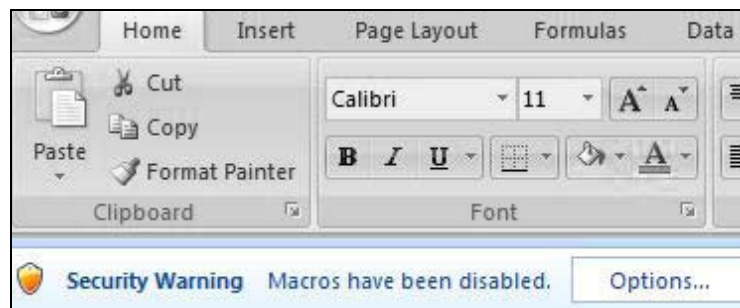 Home Insert Page Layout Formulas Data
Cut
Copy
Format Painter
Paste
Calibri 11 A A
B I U A
Clipboard Font
Security Warning Macros have been disabled. Options...